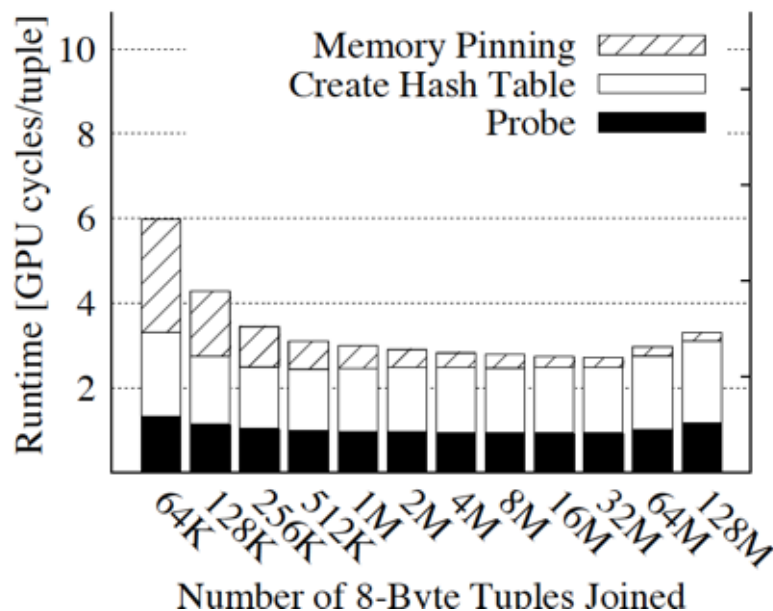 Runtime [GPU cycles/tuple]
10
8
6
4
2
Memory Pinning
Create Hash Table
Probe
64K
128K
256K
512K
1M
2M
4M
8M
16M
32M
64M
128M
Number of 8-Byte Tuples Joined